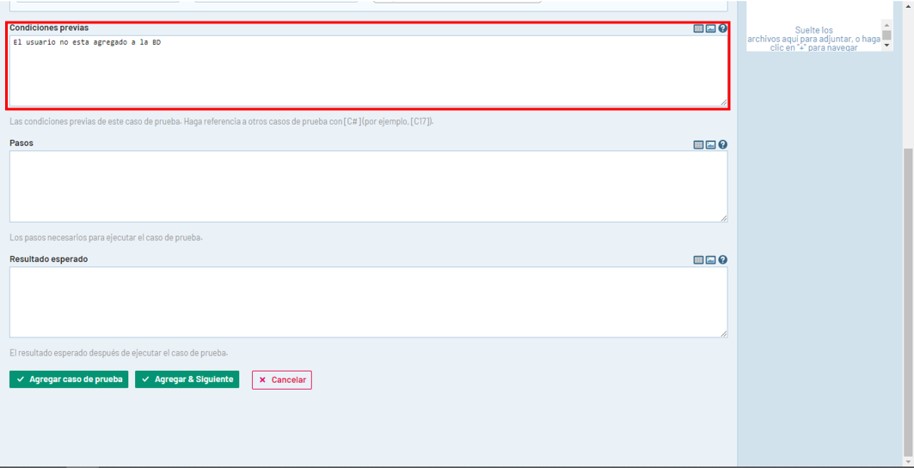 Condiciones previas
El usuario no esta agregado a la BD
Las condiciones previas de este caso de prueba. Haga referencia a otros casos de prueba con [C# ] (por ejemplo, [C17]).
Pasos
Los pasos necesarios para ejecutar el caso de prueba.
Resultado esperado
El resultado esperado después de ejecutar el caso de prueba.
Agregar caso de prueba
Agregar & Siguiente
Cancelar
Suelte los
archivos aquí para adjuntar, o haga
clic en "+" para navegar